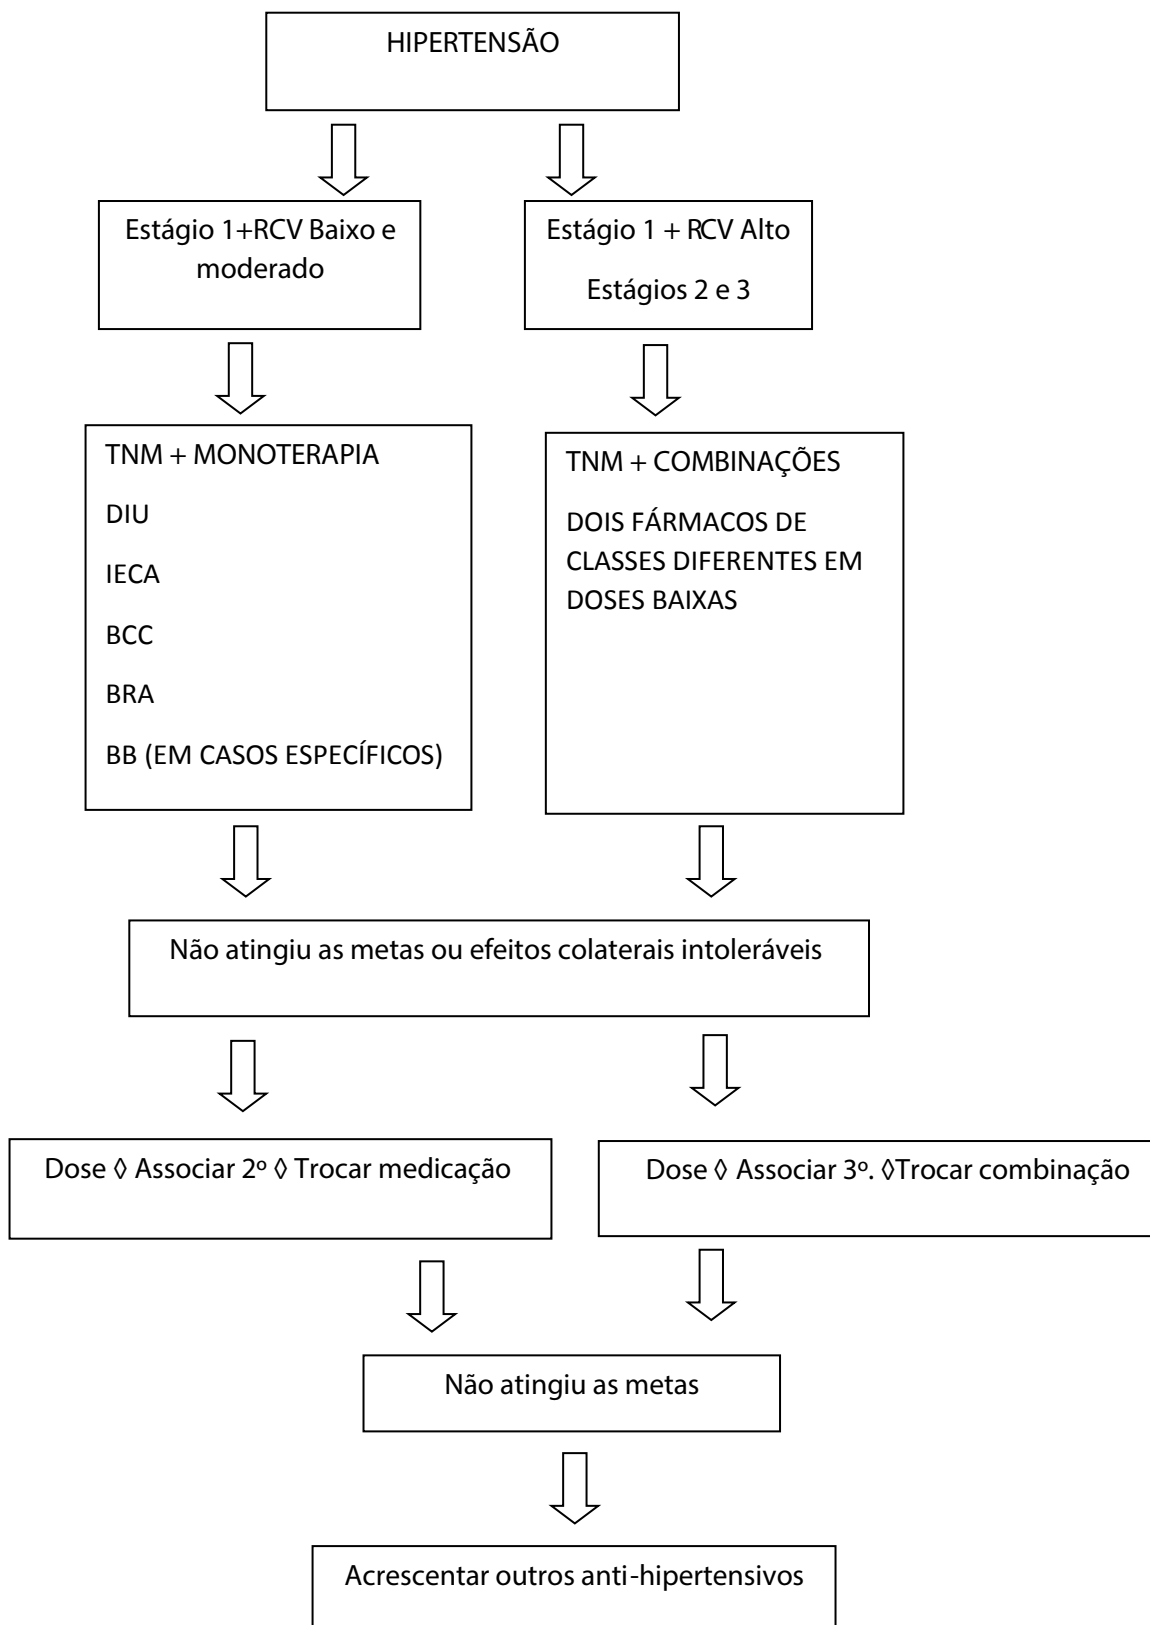 HIPERTENSÃO
Estágio 1+RCV Baixo e
moderado
Estágio 1 + RCV Alto
Estágios 2 e 3
TNM + MONOTERAPIA
DIU
IECA
BCC
BRA
BB (EM CASOS ESPECÍFICOS)
TNM + COMBINAÇÕES
DOIS FÁRMACOS DE
CLASSES DIFERENTES EM
DOSES BAIXAS
Não atingiu as metas ou efeitos colaterais intoleráveis
Dose ◊ Associar 2º ◊ Trocar medicação
Dose ◊ Associar 3º. ◊Trocar combinação
Não atingiu as metas
Acrescentar outros anti-hipertensivos